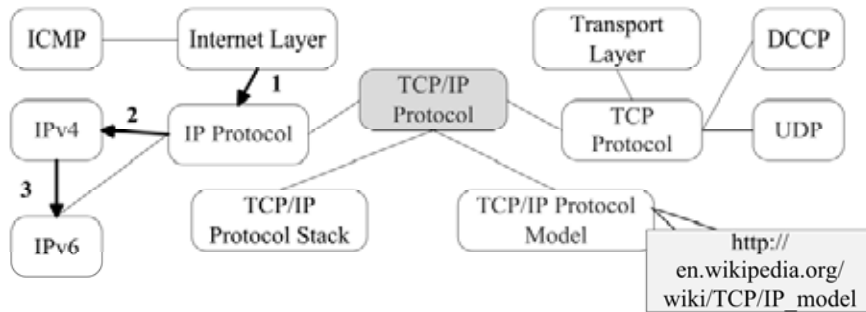 ICMP
Internet Layer
Transport
Layer
DCCP
1
TCP/IP
Protocol
IPv4
2
IP Protocol
TCP
Protocol
UDP
3
IPv6
TCP/IP
Protocol Stack
TCP/IP Protocol
Model
http://
en.wikipedia.org/
wiki/TCP/IP_model